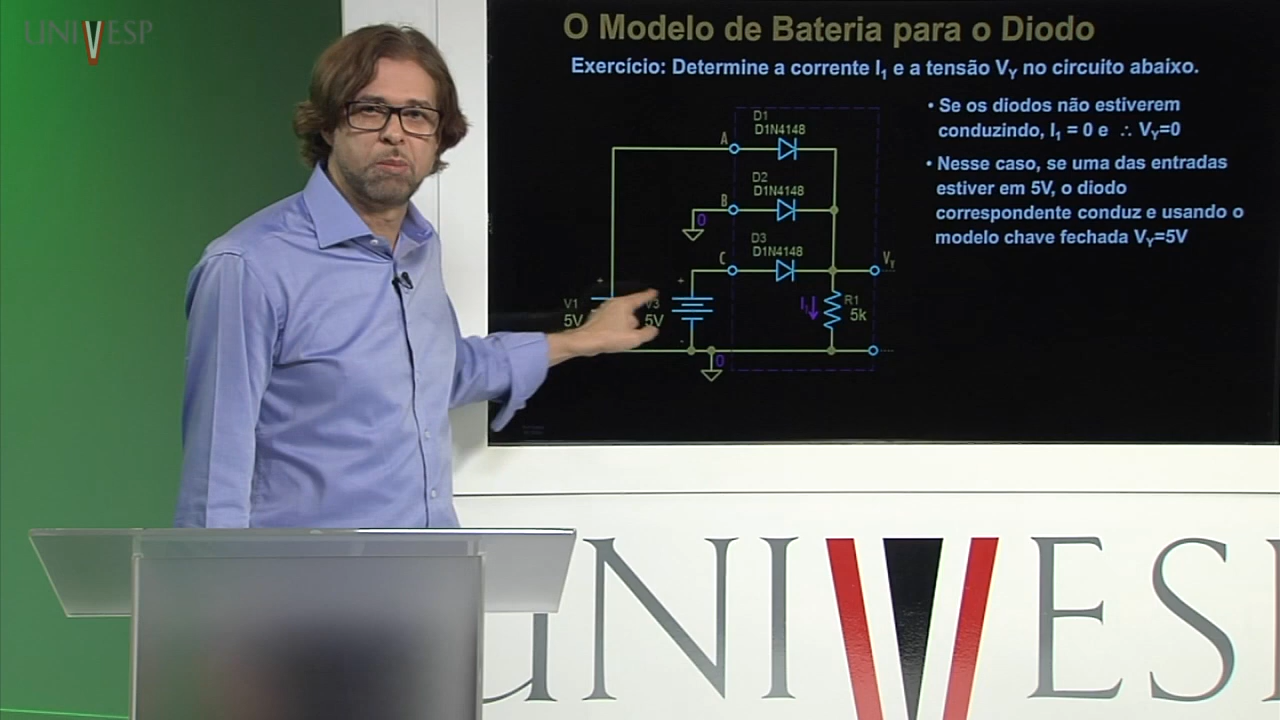 UNIVESP
O Modelo de Bateria para o Diodo
Exercício: Determine a corrente I1 e a tensão VY no circuito abaixo.
D1
D1N4148
A
D2
D1N4148
B
0
D3
D1N4148
C
VY
+
+
V1
5V
V3
5V
I1
R1
5k
-
0
• Se os diodos não estiverem
conduzindo, I1 = 0 e ∴ VY=0
• Nesse caso, se uma das entradas
estiver em 5V, o diodo
correspondente conduz e usando o
modelo chave fechada VY=5V
UNIVESP